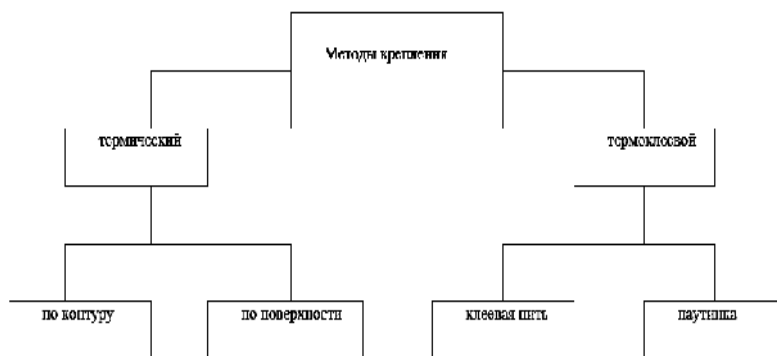 Методы крепления
термический
термоклеевой
по контуру
по поверхности
клеевая нить
паутинка